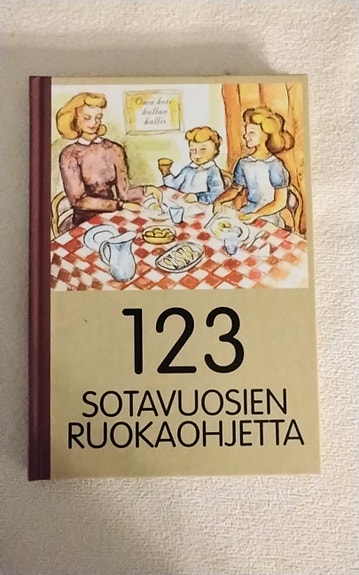 Oma koti
kullan
kallis
123
SOTAVUOSIEN
RUOKAOHJETTA